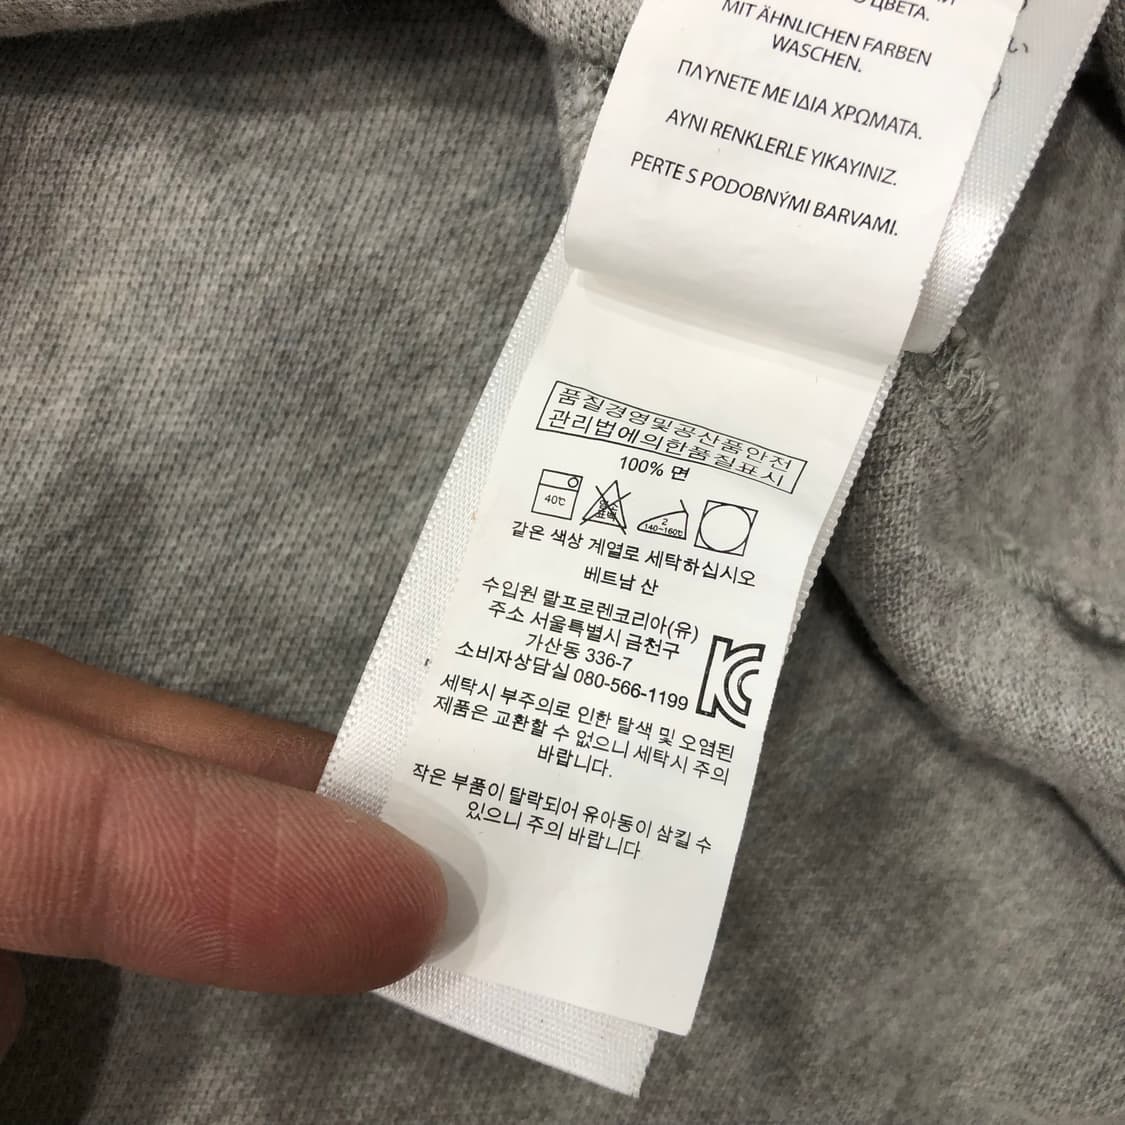 ЦВЕТА.
MIT ÄHNLICHEN FARBEN
WASCHEN.
ΠΛΥΝΕΤΕ ΜΕ ΙΔΙΑ ΧΡΩΜΑΤΑ.
AYNI RENKLERLE YIKAYINIZ.
PERTE S PODOBNÝMI BARVAMI.
품질경영및공산품안전
관리법에의한품질표시
100% 면
40℃
염소
표백
2
140~160℃
같은 색상 계열로 세탁하십시오
베트남 산
수입원 랄프로렌코리아(유)
주소 서울특별시 금천구
가산동 336-7
소비자상담실 080-566-1199
세탁시 부주의로 인한 탈색 및 오염된
제품은 교환할 수 없으니 세탁시 주의
바랍니다.
작은 부품이 탈락되어 유아동이 삼킬 수
있으니 주의 바랍니다